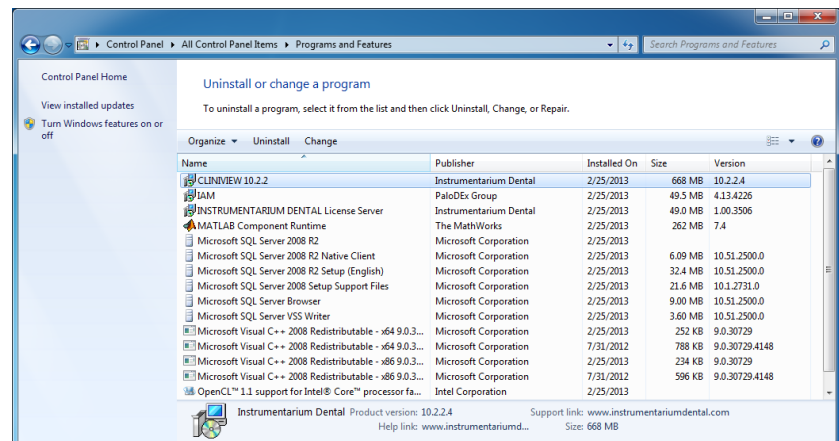 Control Panel ▸ All Control Panel Items ▸ Programs and Features
Search Programs and Features
Control Panel Home
View installed updates
Turn Windows features on or
off
Uninstall or change a program
To uninstall a program, select it from the list and then click Uninstall, Change, or Repair.
Organize Uninstall Change
Name Publisher Installed On Size Version
CLINIVIEW 10.2.2 Instrumentarium Dental 2/25/2013 668 MB 10.2.2.4
IAM PaloDEx Group 2/25/2013 49.5 MB 4.13.4226
INSTRUMENTARIUM DENTAL License Server Instrumentarium Dental 2/25/2013 49.0 MB 1.00.3506
MATLAB Component Runtime The MathWorks 2/25/2013 262 MB 7.4
Microsoft SQL Server 2008 R2 Microsoft Corporation 2/25/2013
Microsoft SQL Server 2008 R2 Native Client Microsoft Corporation 2/25/2013 6.09 MB 10.51.2500.0
Microsoft SQL Server 2008 R2 Setup (English) Microsoft Corporation 2/25/2013 32.4 MB 10.51.2500.0
Microsoft SQL Server 2008 Setup Support Files Microsoft Corporation 2/25/2013 21.6 MB 10.1.2731.0
Microsoft SQL Server Browser Microsoft Corporation 2/25/2013 9.00 MB 10.51.2500.0
Microsoft SQL Server VSS Writer Microsoft Corporation 2/25/2013 3.60 MB 10.51.2500.0
Microsoft Visual C++ 2008 Redistributable - x64 9.0.3... Microsoft Corporation 2/25/2013 252 KB 9.0.30729
Microsoft Visual C++ 2008 Redistributable - x64 9.0.3... Microsoft Corporation 7/31/2012 788 KB 9.0.30729.4148
Microsoft Visual C++ 2008 Redistributable - x86 9.0.3... Microsoft Corporation 2/25/2013 234 KB 9.0.30729
Microsoft Visual C++ 2008 Redistributable - x86 9.0.3... Microsoft Corporation 7/31/2012 596 KB 9.0.30729.4148
OpenCL™ 1.1 support for Intel® Core™ processor fa... Intel Corporation 2/25/2013
Instrumentarium Dental Product version: 10.2.2.4 Support link: www.instrumentariumdental.com
Help link: www.instrumentariumd... Size: 668 MB